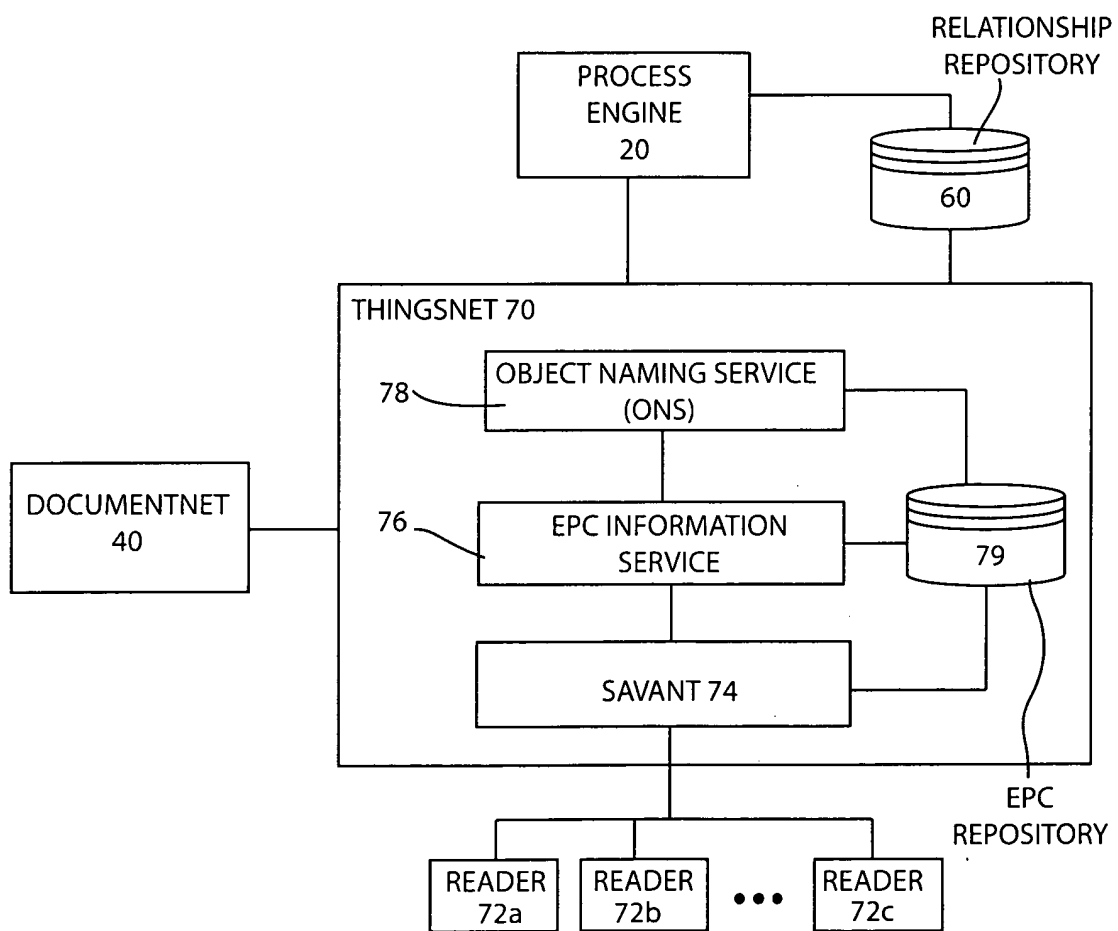 RELATIONSHIP
REPOSITORY
PROCESS
ENGINE
20
60
THINGSNET 70
78
OBJECT NAMING SERVICE
(ONS)
DOCUMENTNET
40
76
EPC INFORMATION
SERVICE
79
SAVANT 74
EPC
REPOSITORY
READER
72a
READER
72b
READER
72c